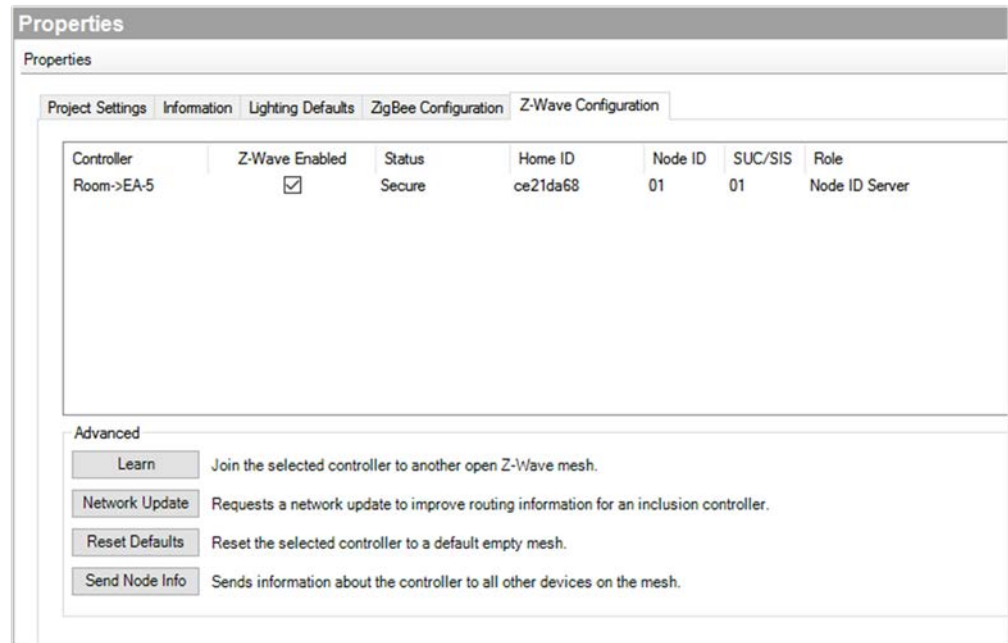 Properties
Properties
Project Settings Information Lighting Defaults ZigBee Configuration Z-Wave Configuration
Controller Z-Wave Enabled Status Home ID Node ID SUC/SIS Role
Room->EA-5 Secure ce21da68 01 01 Node ID Server
Advanced
Learn Join the selected controller to another open Z-Wave mesh.
Network Update Requests a network update to improve routing information for an inclusion controller.
Reset Defaults Reset the selected controller to a default empty mesh.
Send Node Info Sends information about the controller to all other devices on the mesh.